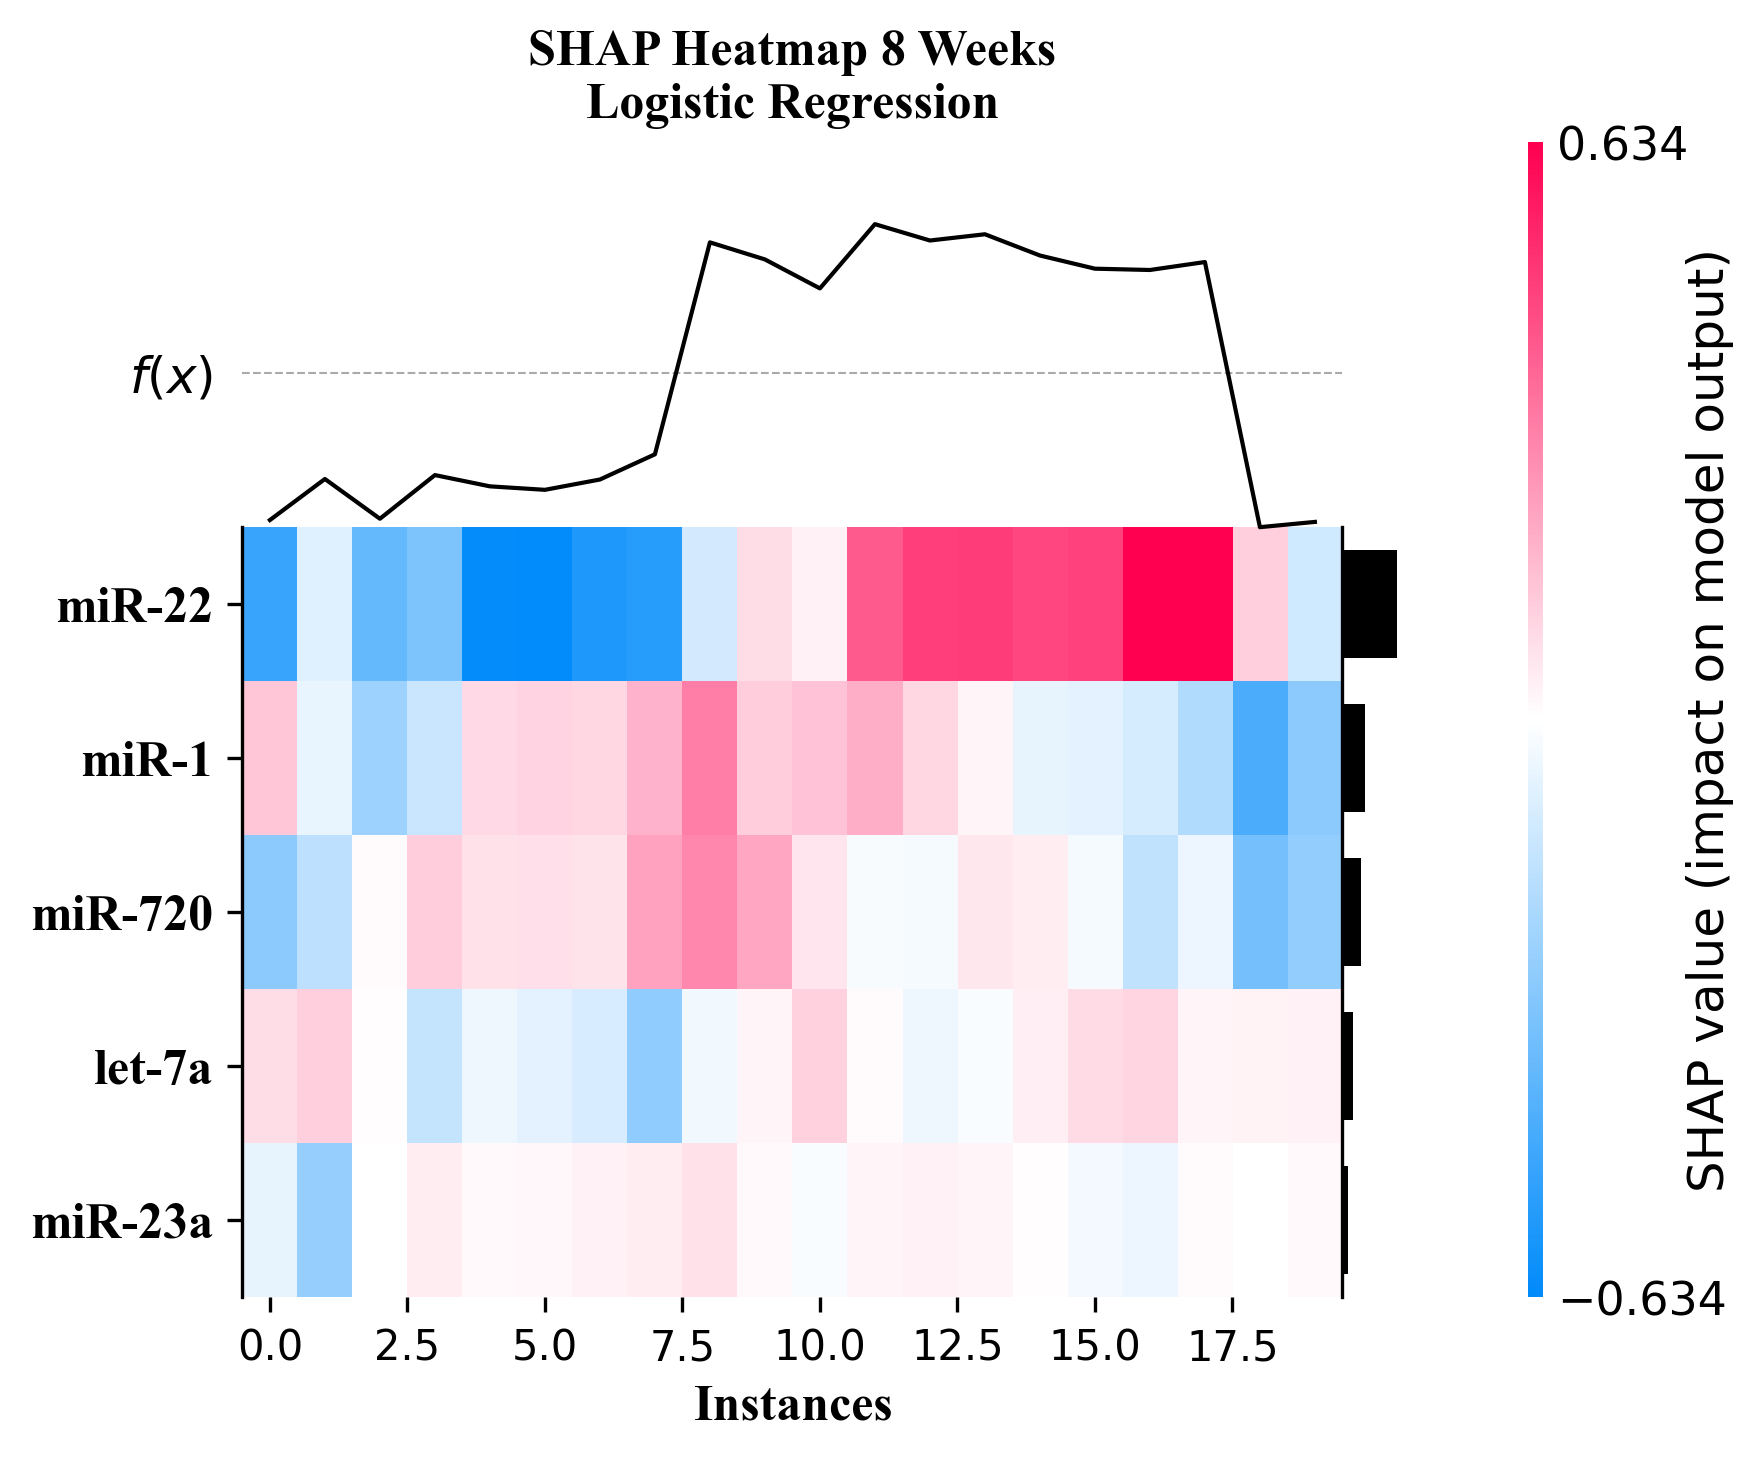 SHAP Heatmap 8 Weeks
Logistic Regression
0.634
f(x)
miR-22
miR-1
miR-720
let-7a
miR-23a
SHAP value (impact on model output)
−0.634
0.0 2.5 5.0 7.5 10.0 12.5 15.0 17.5
Instances